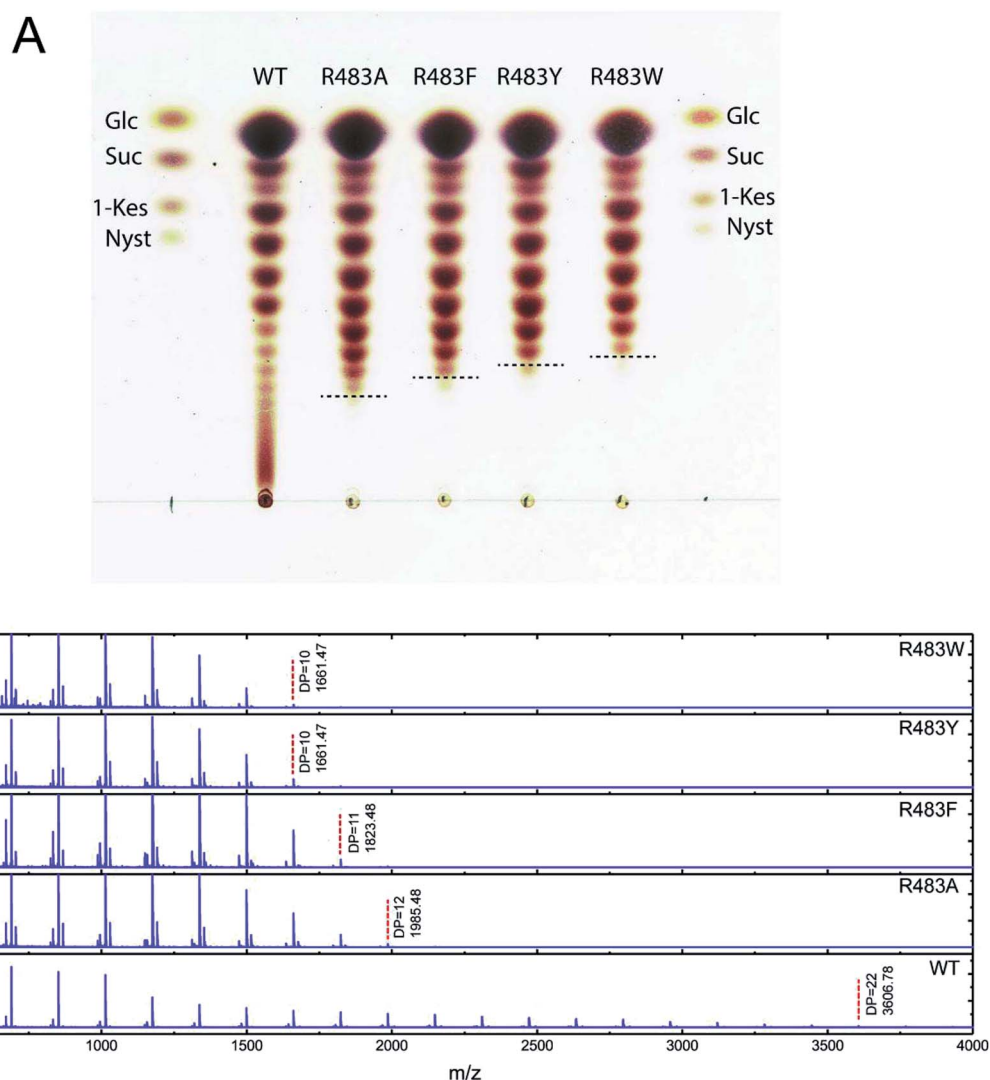 A
WT R483A R483F R483Y R483W
Glc Glc
Suc Suc
1-Kes 1-Kes
Nyst Nyst
R483W
DP=10
1661.47
R483Y
DP=10
1661.47
R483F
DP=11
1823.48
R483A
DP=12
1985.48
WT
DP=22
3606.78
1000 1500 2000 2500 3000 3500 4000
m/z